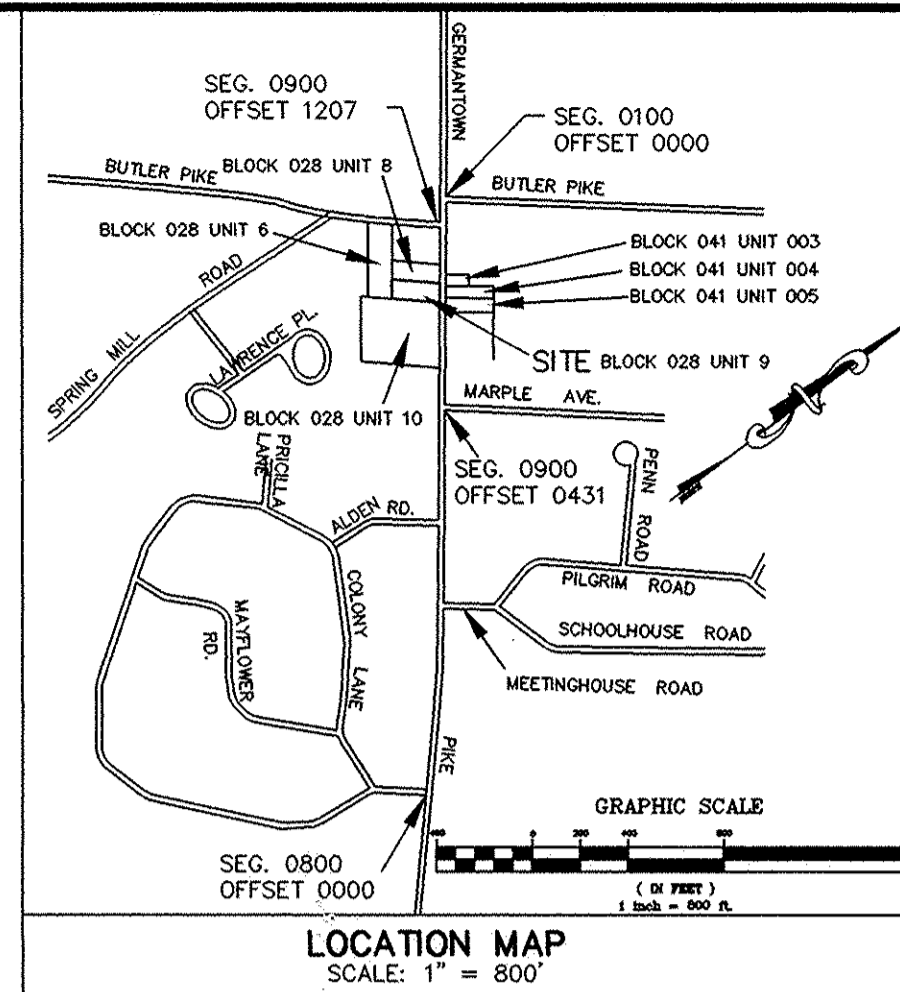 GERMANTOWN
SEG. 0900
OFFSET 1207
SEG. 0100
OFFSET 0000
BUTLER PIKE
BLOCK 028 UNIT 8
BUTLER PIKE
BLOCK 028 UNIT 6
BLOCK 041 UNIT 003
BLOCK 041 UNIT 004
BLOCK 041 UNIT 005
SPRING MILL ROAD
LAWRENCE PL.
SITE BLOCK 028 UNIT 9
MARPLE AVE.
BLOCK 028 UNIT 10
PRICILLA
LANE
SEG. 0900
OFFSET 0431
PENN ROAD
ALDEN RD.
PILGRIM ROAD
COLONY LANE
MAYFLOWER
RD.
SCHOOLHOUSE ROAD
MEETINGHOUSE ROAD
PIKE
GRAPHIC SCALE
0 200 400 800
( IN FEET )
1 inch = 800 ft.
SEG. 0800
OFFSET 0000
LOCATION MAP
SCALE: 1" = 800'